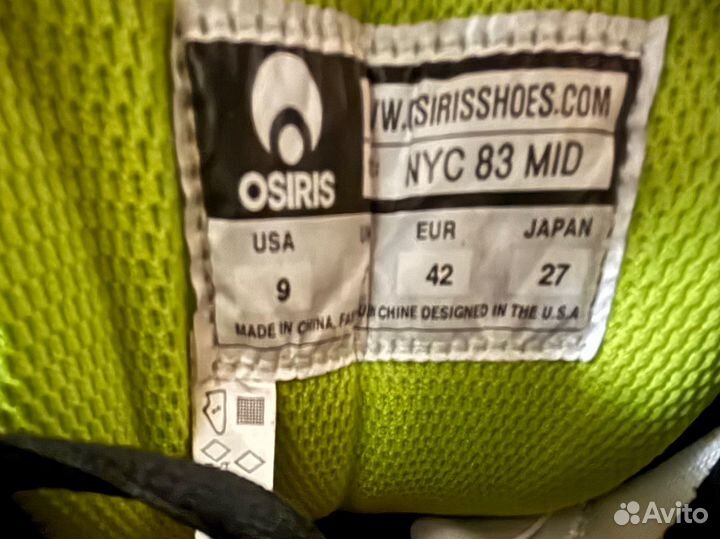 OSIRIS
W.OSIRISSHOES.COM
NYC 83 MID
USA EUR JAPAN
9 42 27
MADE IN CHINA, CHINE DESIGNED IN THE U.S.A
Avito